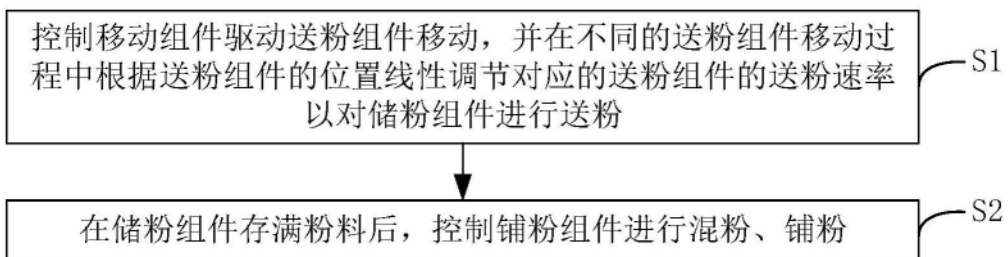 控制移动组件驱动送粉组件移动，并在不同的送粉组件移动过
程中根据送粉组件的位置线性调节对应的送粉组件的送粉速率
以对储粉组件进行送粉
S1
在储粉组件存满粉料后，控制铺粉组件进行混粉、铺粉
S2